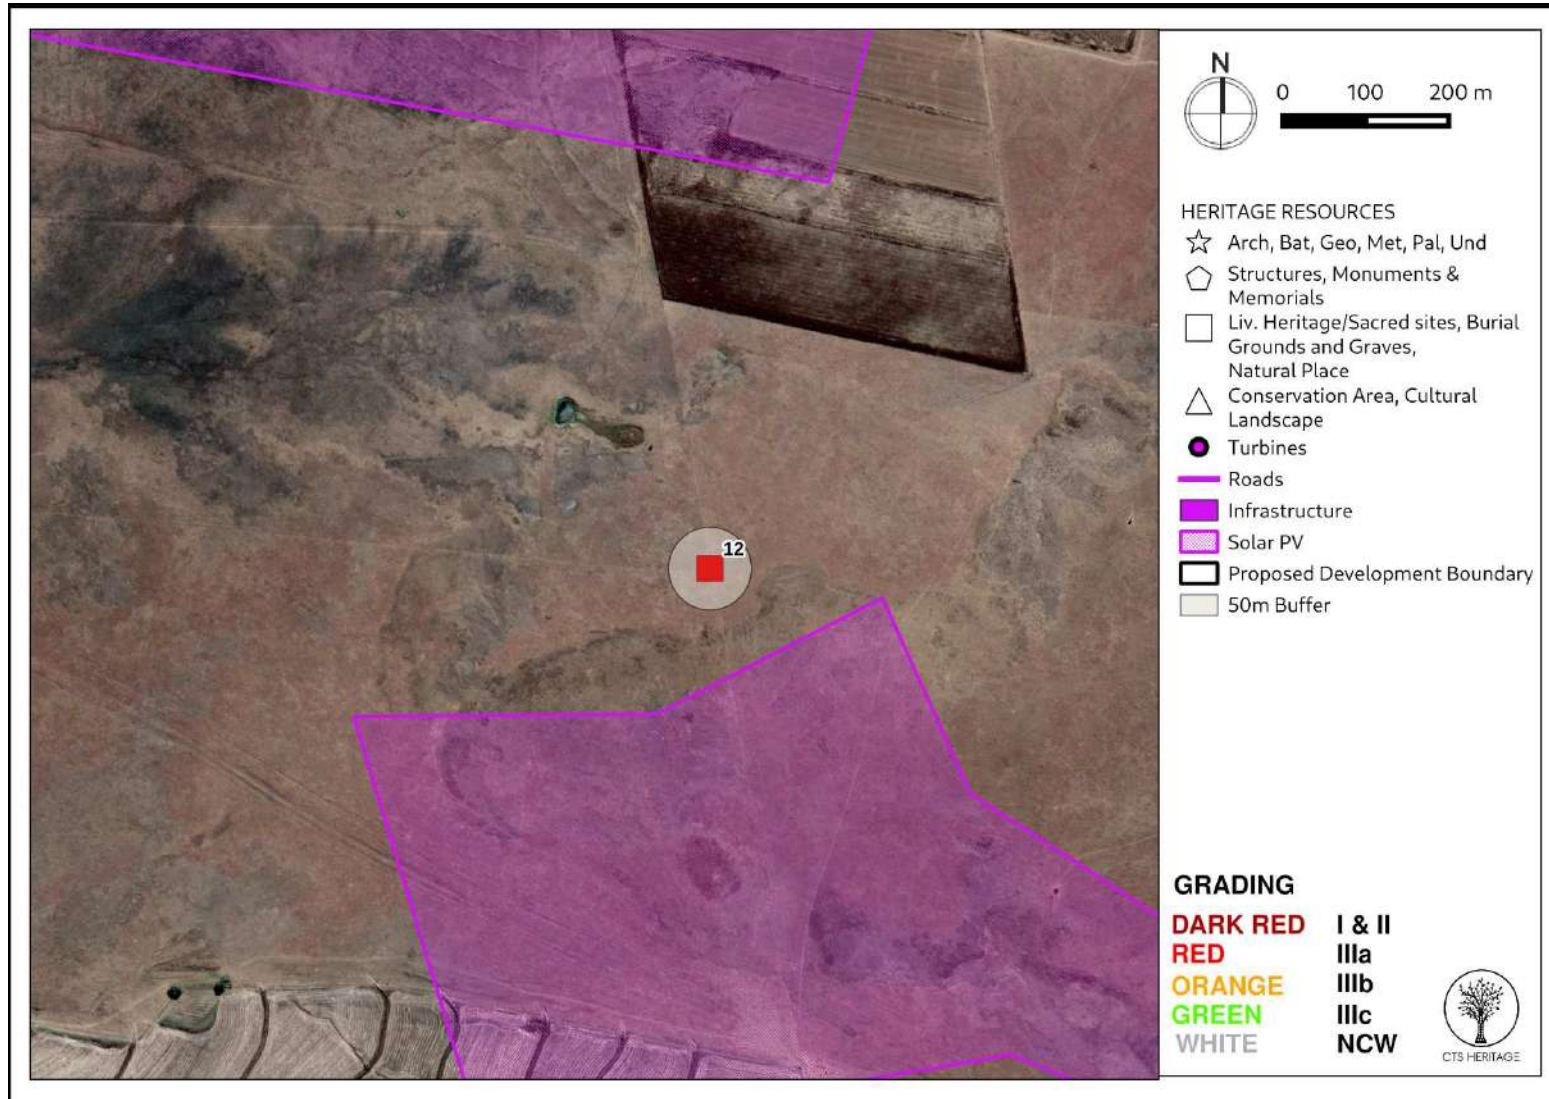 N
0 100 200 m
HERITAGE RESOURCES
Arch, Bat, Geo, Met, Pal, Und
Structures, Monuments &
Memorials
Liv. Heritage/Sacred sites, Burial
Grounds and Graves,
Natural Place
Conservation Area, Cultural
Landscape
Turbines
Roads
Infrastructure
Solar PV
Proposed Development Boundary
50m Buffer
12
GRADING
DARK RED I & II
RED IIIa
ORANGE IIIb
GREEN IIIc
WHITE NCW
CTS HERITAGE